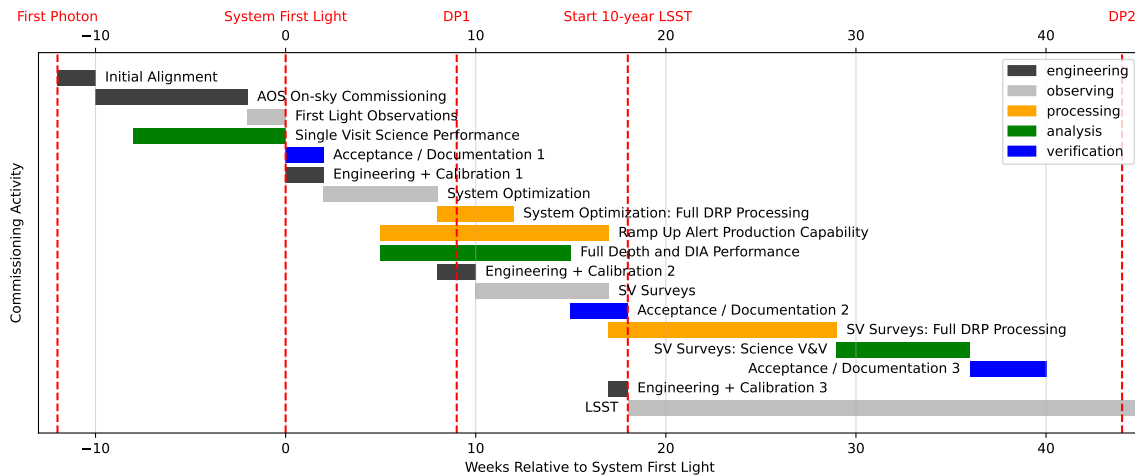 First Photon System First Light DP1 Start 10-year LSST DP2
−10 0 10 20 30 40
Initial Alignment
AOS On-sky Commissioning
First Light Observations
Single Visit Science Performance
Acceptance / Documentation 1
Engineering + Calibration 1
System Optimization
System Optimization: Full DRP Processing
Ramp Up Alert Production Capability
Full Depth and DIA Performance
Engineering + Calibration 2
SV Surveys
Acceptance / Documentation 2
SV Surveys: Full DRP Processing
SV Surveys: Science V&V
Acceptance / Documentation 3
Engineering + Calibration 3
LSST
engineering
observing
processing
analysis
verification
Commissioning Activity
−10 0 10 20 30 40
Weeks Relative to System First Light